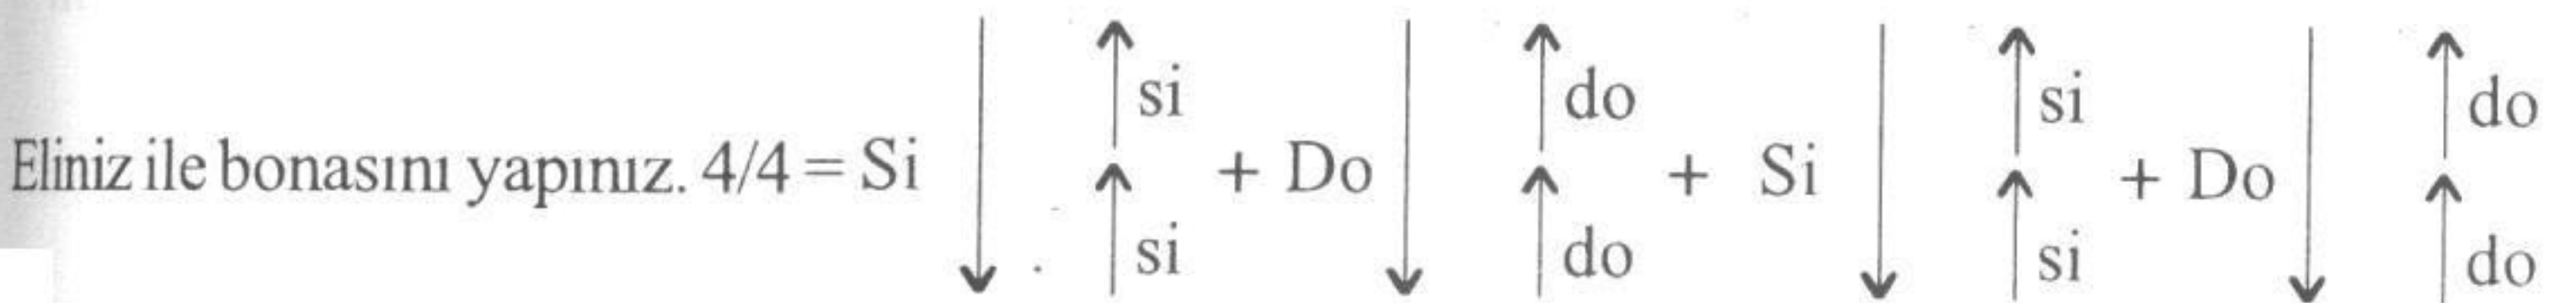 Eliniz ile bonasını yapınız. 4/4 = Si ↓ ↑ si ↑ si + Do ↓ ↑ do ↑ do + Si ↓ ↑ si ↑ si + Do ↓ ↑ do ↑ do